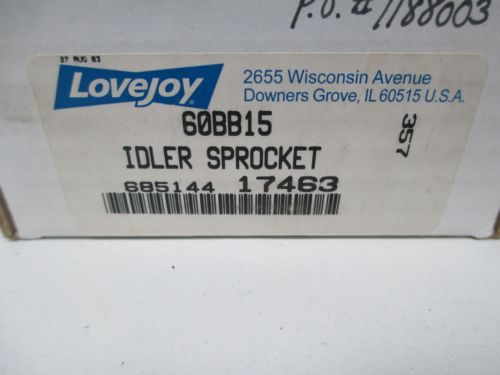 P.O. # 1188003
27 AUG 03
Lovejoy
2655 Wisconsin Avenue
Downers Grove, IL 60515 U.S.A.
60BB15
IDLER SPROCKET
357
685144 17463